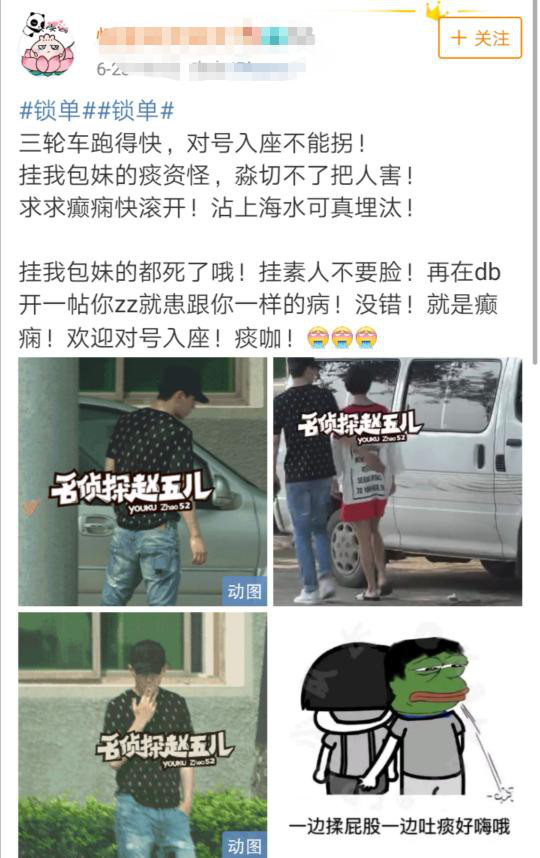 + 关注
6-2
#锁单##锁单#
三轮车跑得快，对号入座不能拐！
挂我包妹的痰资怪，淼切不了把人害！
求求癫痫快滚开！沾上海水可真埋汰！
挂我包妹的都死了哦！挂素人不要脸！再在db
开一帖你zz就患跟你一样的病！没错！就是癫
痫！欢迎对号入座！痰咖！
名侦探赵五儿
YOUKU Zhao52
动图
名侦探赵五儿
YOUKU Zhao52
名侦探赵五儿
YOUKU Zhao52
动图
一边揉屁股一边吐痰好嗨哦